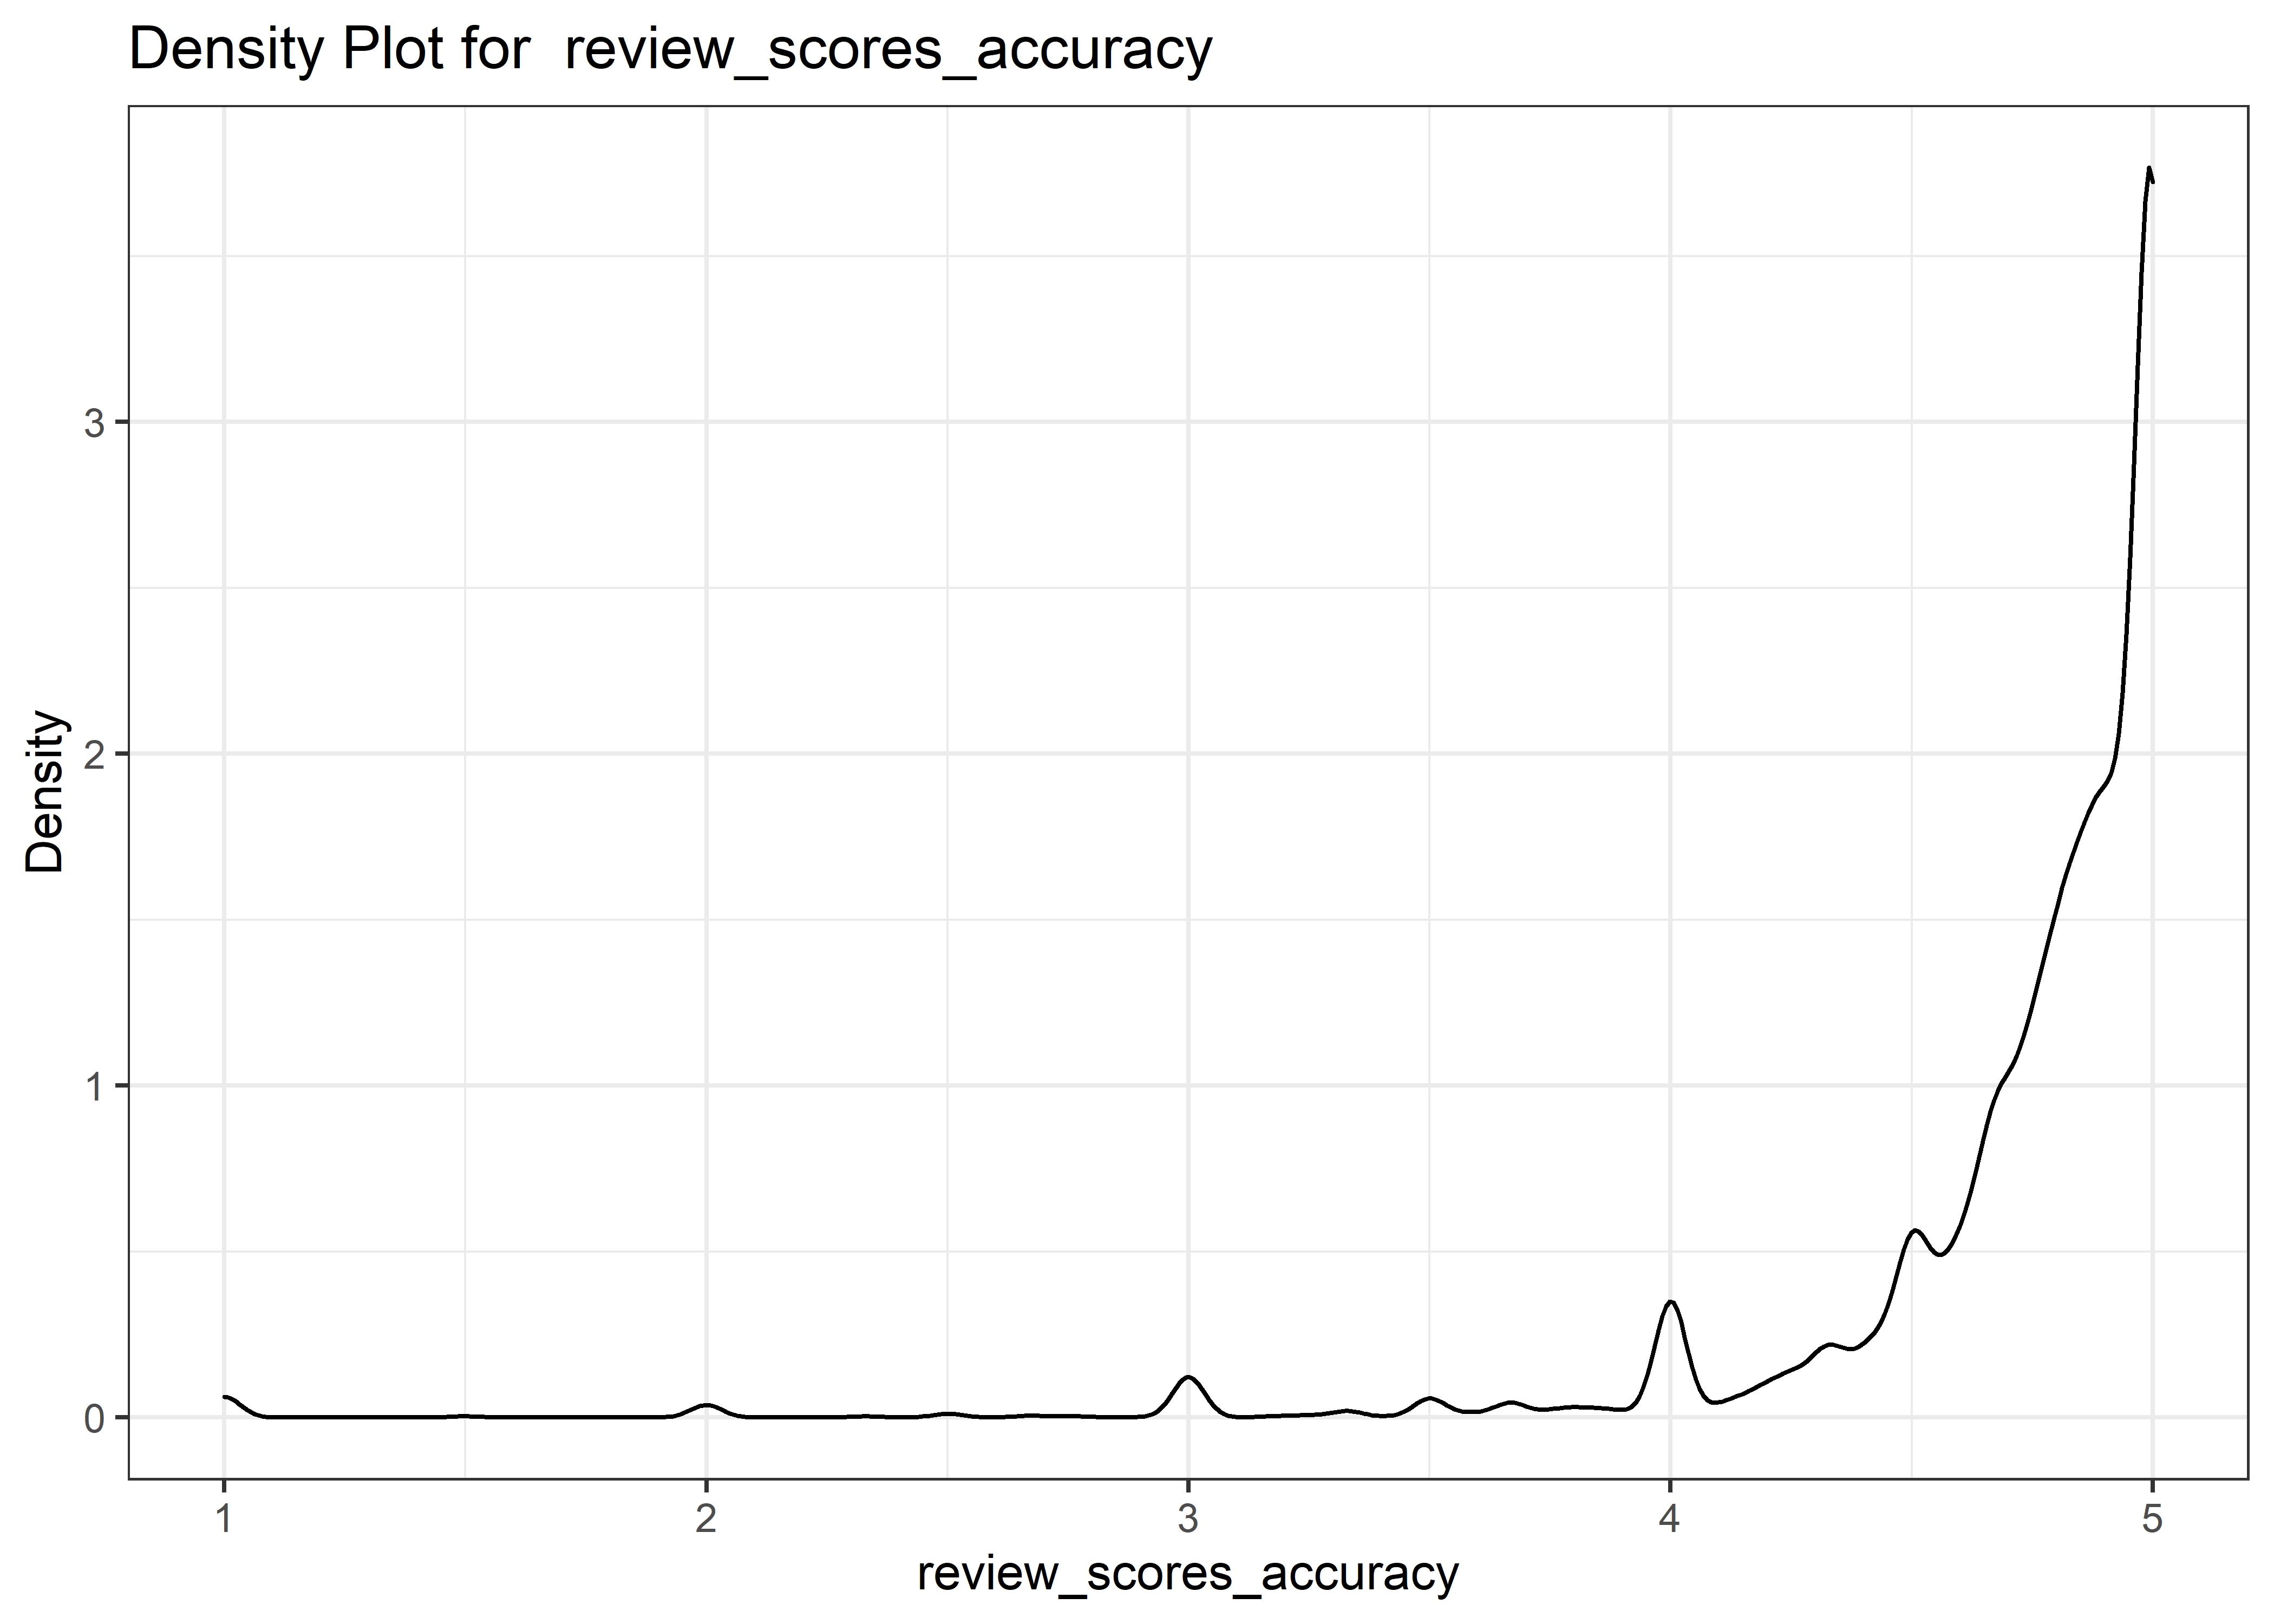 Density Plot for  review_scores_accuracy
Density
3
2
1
0
1 2 3 4 5
review_scores_accuracy